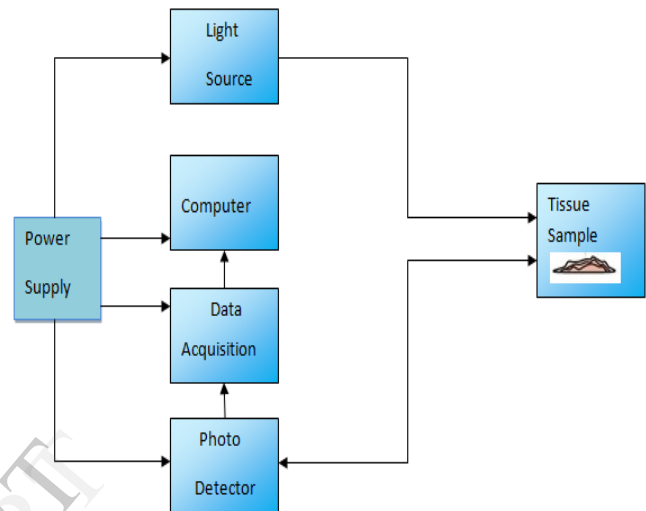 Light
Source
Computer
Tissue
Sample
Power
Supply
Data
Acquisition
Photo
Detector